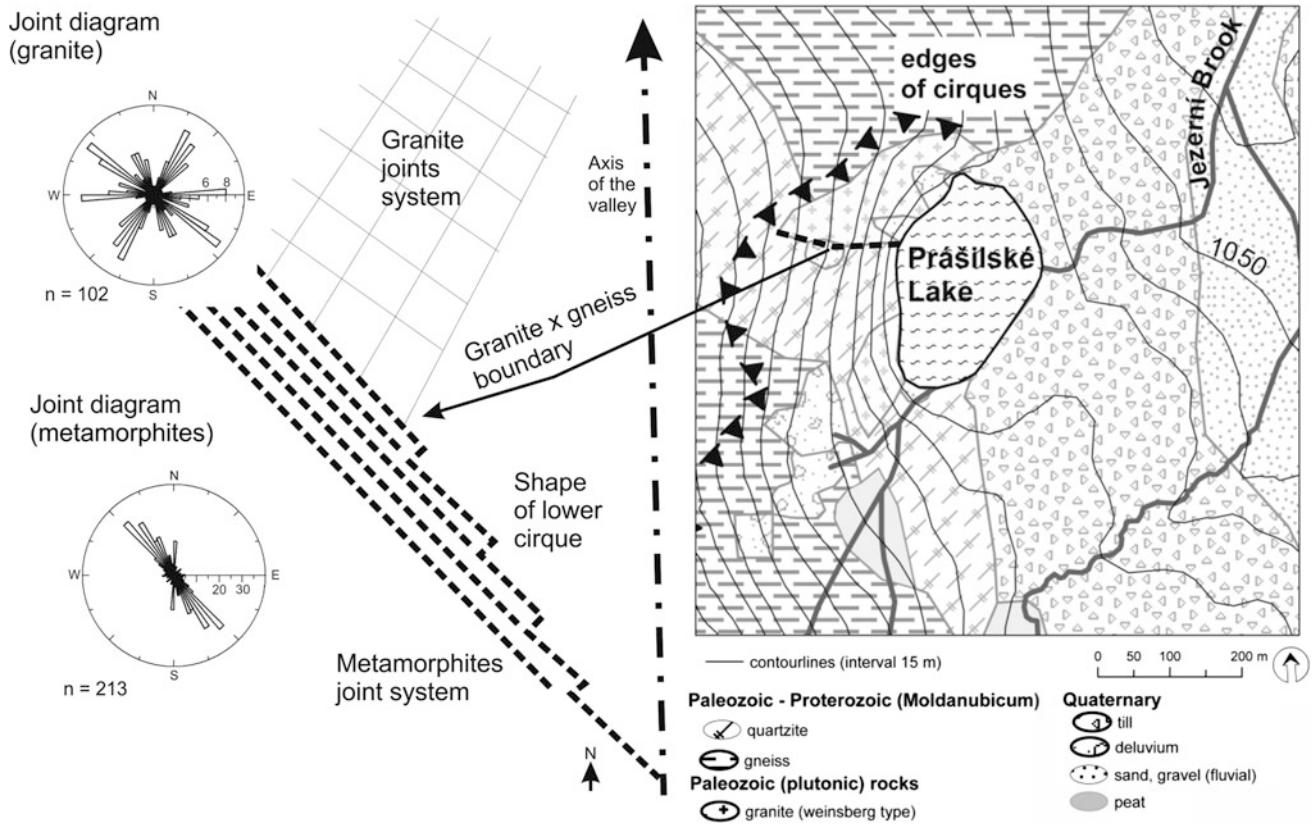 Joint diagram
(granite)
N
W
6 8
E
S
n = 102
Granite
joints
system
Axis
of the
valley
Granite x gneiss
boundary
Joint diagram
(metamorphites)
N
W
20 30
E
S
n = 213
Shape
of lower
cirque
Metamorphites
joint system
N
edges
of cirques
Jezerní Brook
Prášilské
Lake
1050
contourlines (interval 15 m)
0 50 100 200 m
Paleozoic - Proterozoic (Moldanubicum)
quartzite
gneiss
Paleozoic (plutonic) rocks
granite (weinsberg type)
Quaternary
till
deluvium
sand, gravel (fluvial)
peat